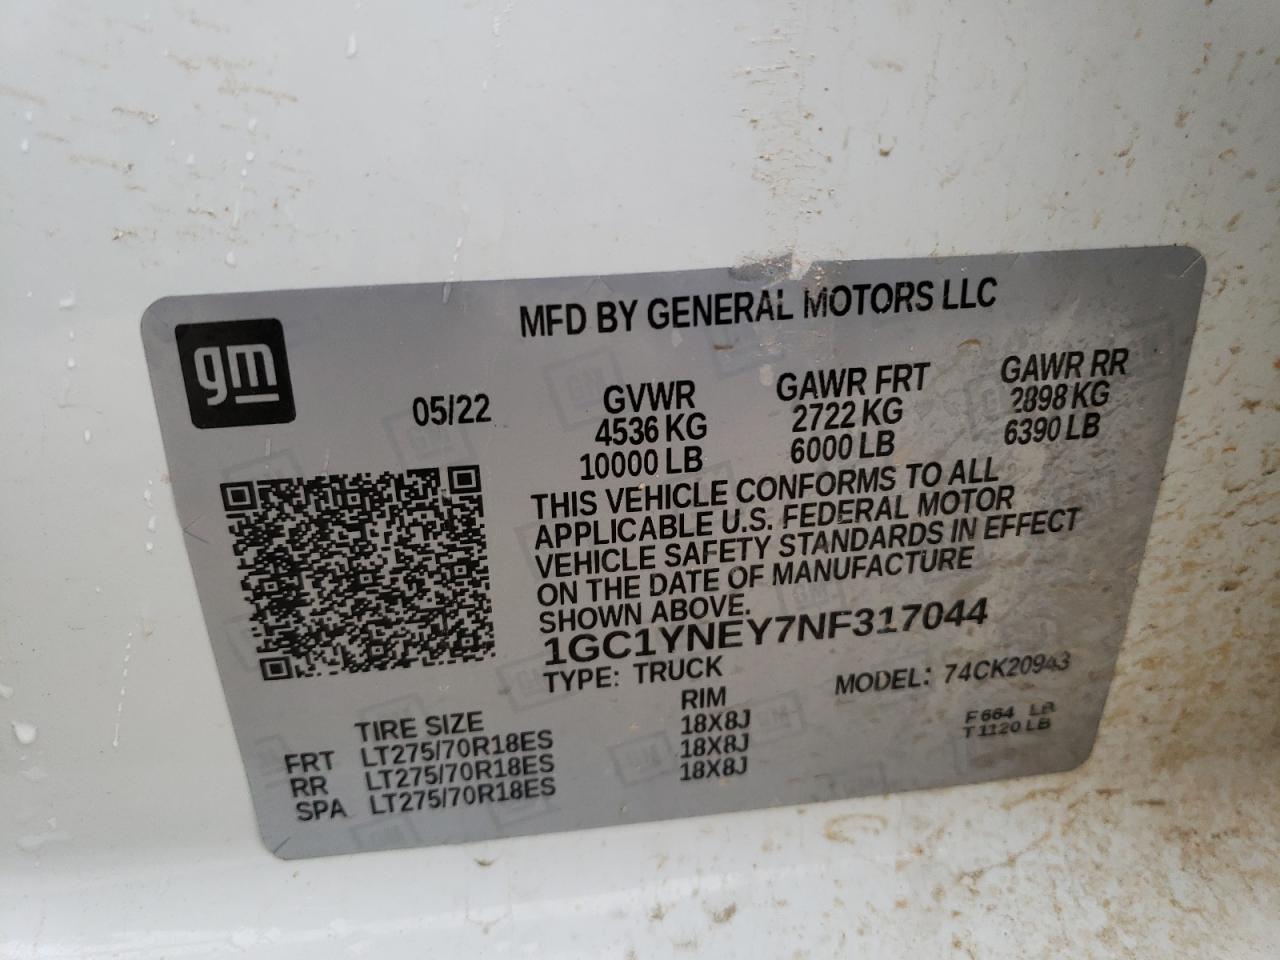 gm
MFD BY GENERAL MOTORS LLC
05/22
GVWR GAWR FRT GAWR RR
4536 KG 2722 KG 2898 KG
10000 LB 6000 LB 6390 LB
THIS VEHICLE CONFORMS TO ALL
APPLICABLE U.S. FEDERAL MOTOR
VEHICLE SAFETY STANDARDS IN EFFECT
ON THE DATE OF MANUFACTURE
SHOWN ABOVE.
1GC1YNEY7NF317044
TYPE: TRUCK MODEL: 74CK20943
TIRE SIZE RIM
FRT LT275/70R18ES 18X8J
RR LT275/70R18ES 18X8J
SPA LT275/70R18ES 18X8J
F 664 LB
T 1120 LB